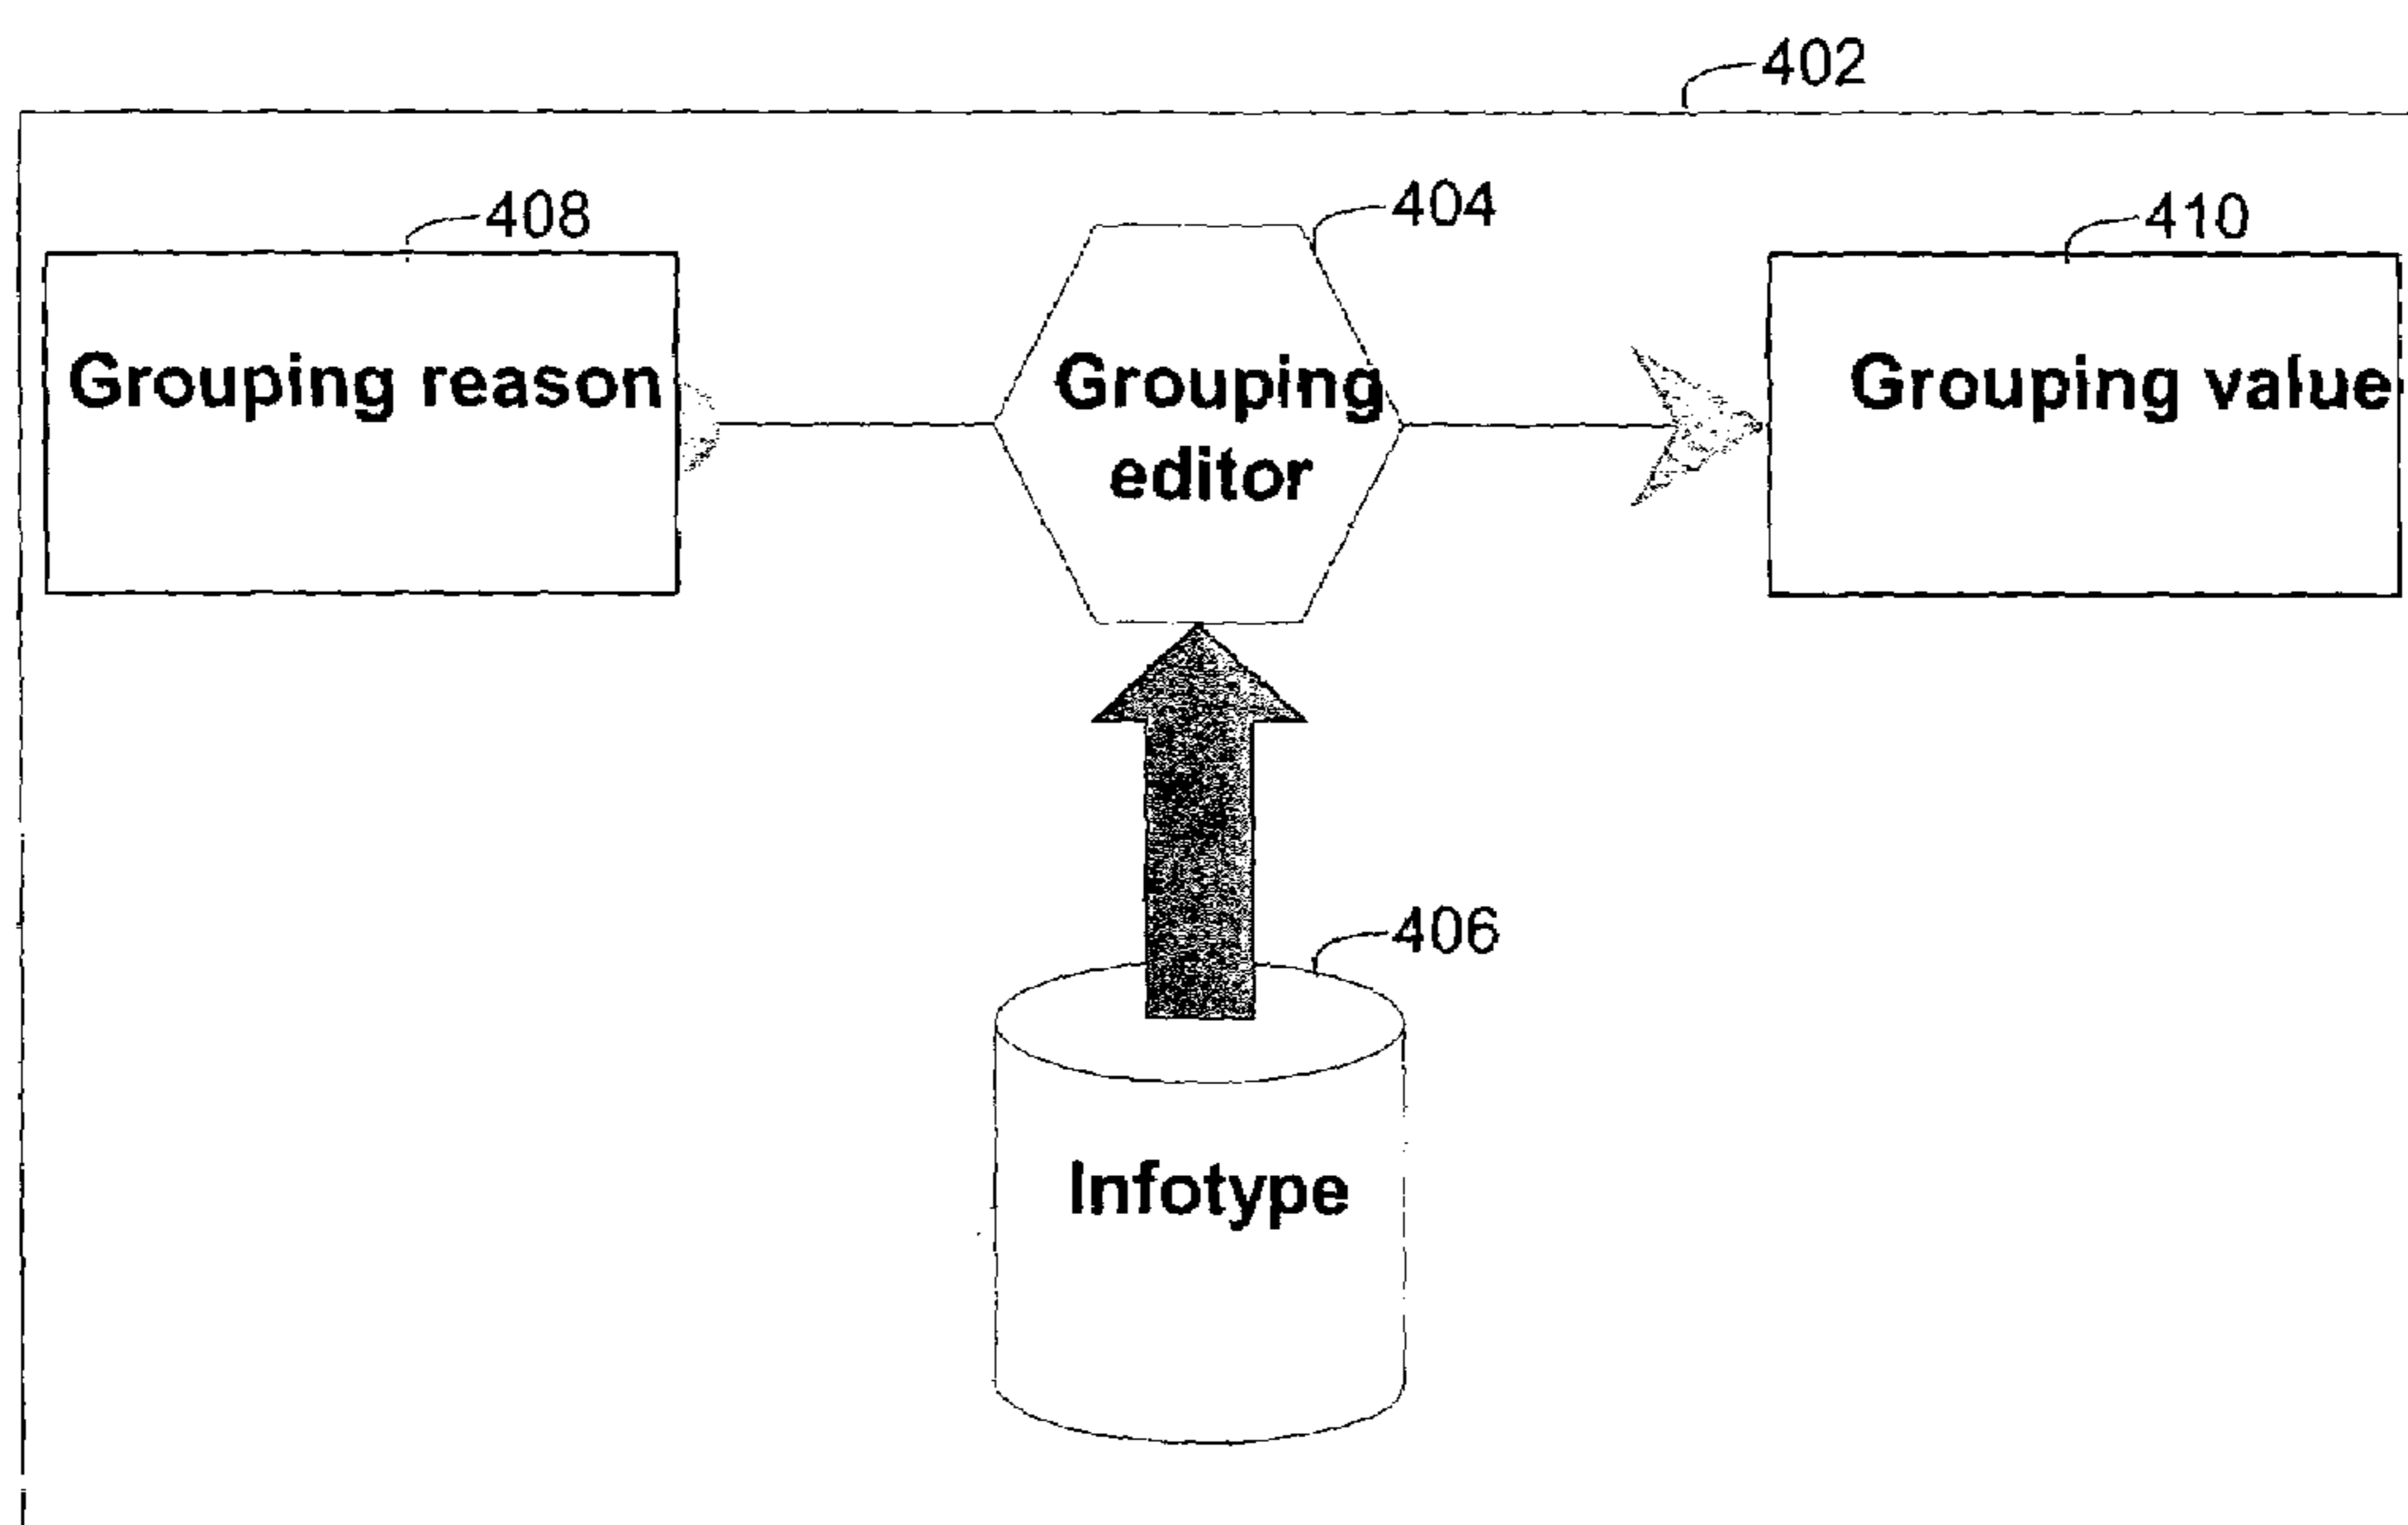 402
408
404
410
Grouping reason
Grouping
editor
Grouping value
406
Infotype